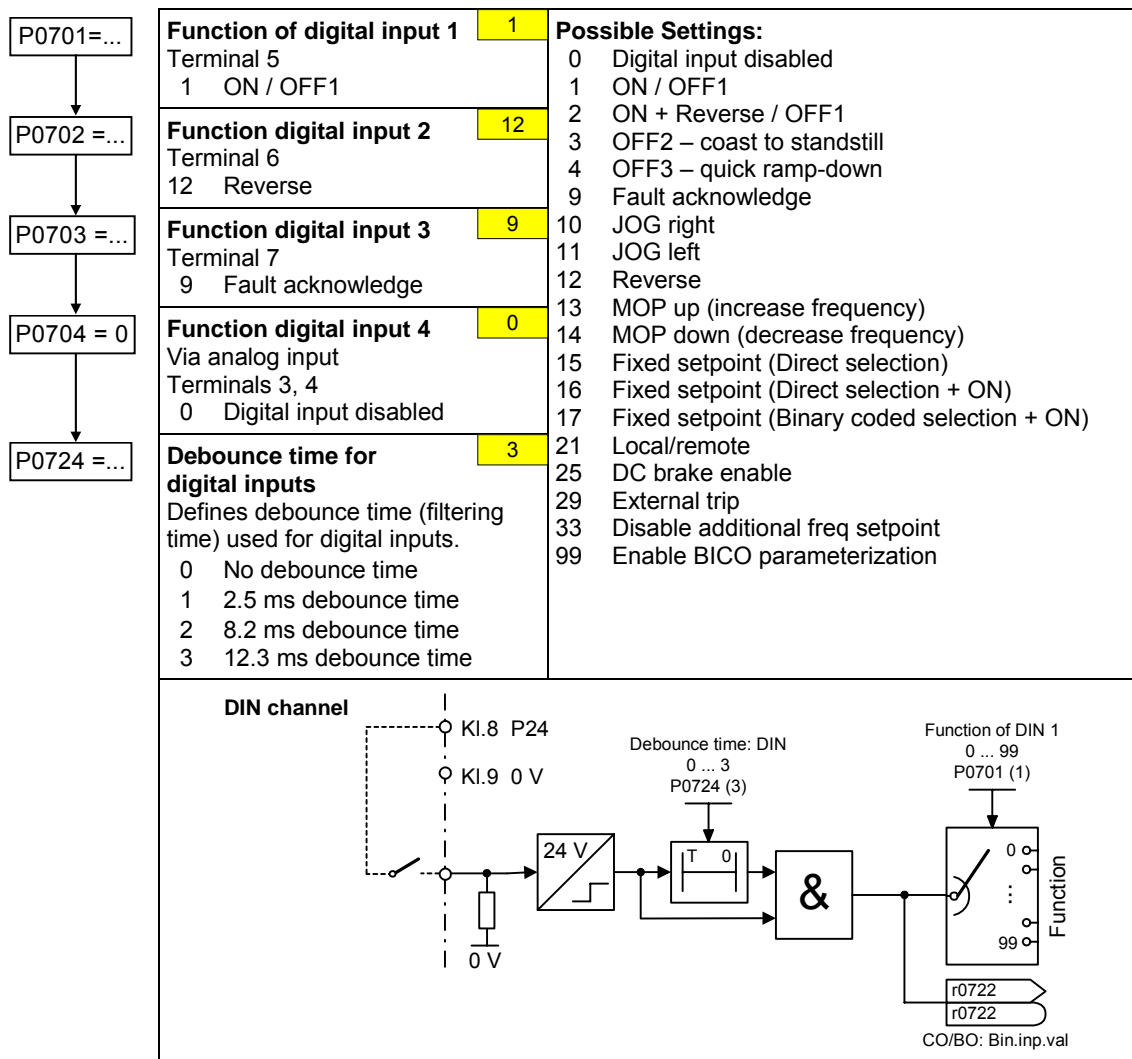 P0701=...
Function of digital input 1 1
Terminal 5
1 ON / OFF1
P0702 =...
Function digital input 2 12
Terminal 6
12 Reverse
P0703 =...
Function digital input 3 9
Terminal 7
9 Fault acknowledge
P0704 = 0
Function digital input 4 0
Via analog input
Terminals 3, 4
0 Digital input disabled
P0724 =...
Debounce time for 3
digital inputs
Defines debounce time (filtering
time) used for digital inputs.
0 No debounce time
1 2.5 ms debounce time
2 8.2 ms debounce time
3 12.3 ms debounce time
Possible Settings:
0 Digital input disabled
1 ON / OFF1
2 ON + Reverse / OFF1
3 OFF2 – coast to standstill
4 OFF3 – quick ramp-down
9 Fault acknowledge
10 JOG right
11 JOG left
12 Reverse
13 MOP up (increase frequency)
14 MOP down (decrease frequency)
15 Fixed setpoint (Direct selection)
16 Fixed setpoint (Direct selection + ON)
17 Fixed setpoint (Binary coded selection + ON)
21 Local/remote
25 DC brake enable
29 External trip
33 Disable additional freq setpoint
99 Enable BICO parameterization
DIN channel
Kl.8 P24
Kl.9 0 V
0 V
24 V
Debounce time: DIN
0 ... 3
P0724 (3)
T 0
&
Function of DIN 1
0 ... 99
P0701 (1)
0
...
99
Function
r0722
r0722
CO/BO: Bin.inp.val